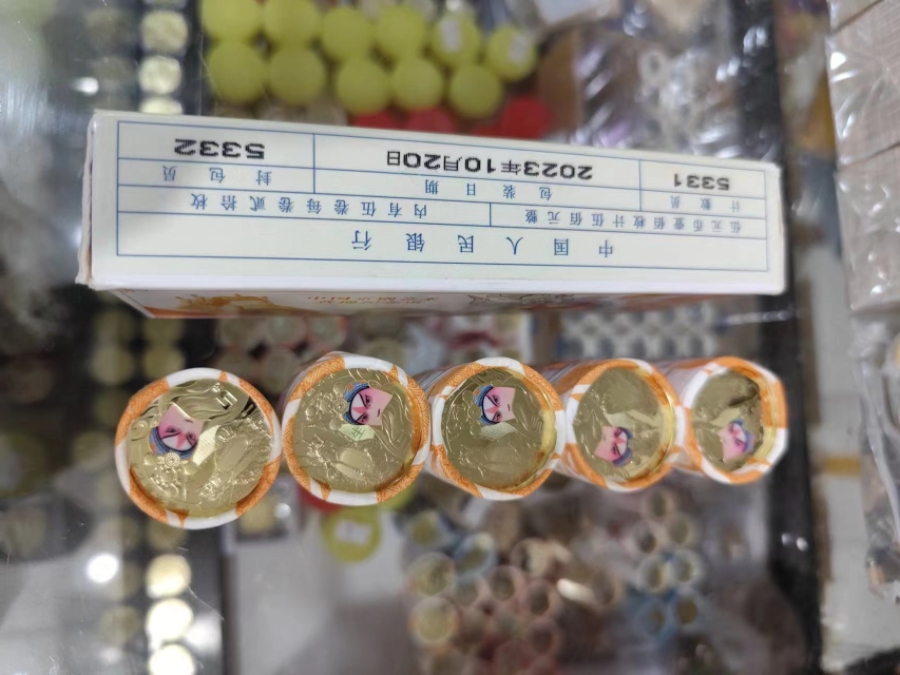 中国人民银行
伍元币壹佰枚计伍佰元整 内有伍卷每卷贰拾枚
计数员 包装日期 封包员
5331 2023年10月20日 5332